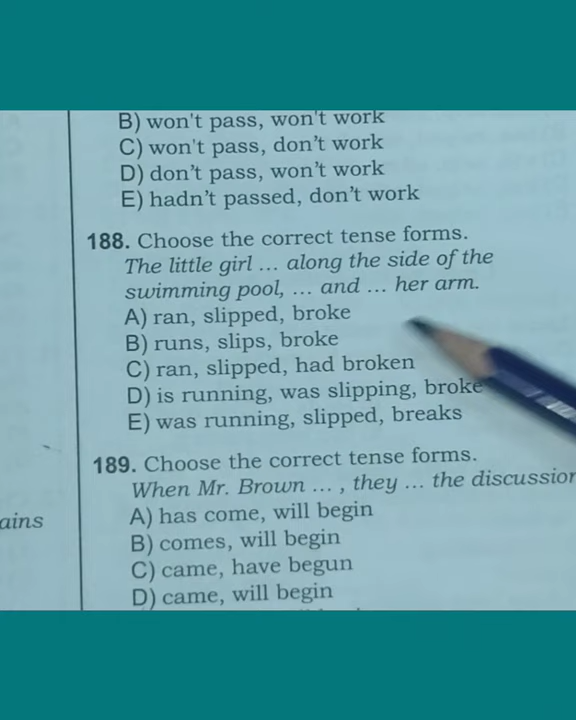 B) won't pass, won't work
C) won't pass, don't work
D) don't pass, won't work
E) hadn't passed, don't work
188. Choose the correct tense forms.
The little girl ... along the side of the
swimming pool, ... and ... her arm.
A) ran, slipped, broke
B) runs, slips, broke
C) ran, slipped, had broken
D) is running, was slipping, broke
E) was running, slipped, breaks
189. Choose the correct tense forms.
When Mr. Brown ... , they ... the discussion
ains
A) has come, will begin
B) comes, will begin
C) came, have begun
D) came, will begin